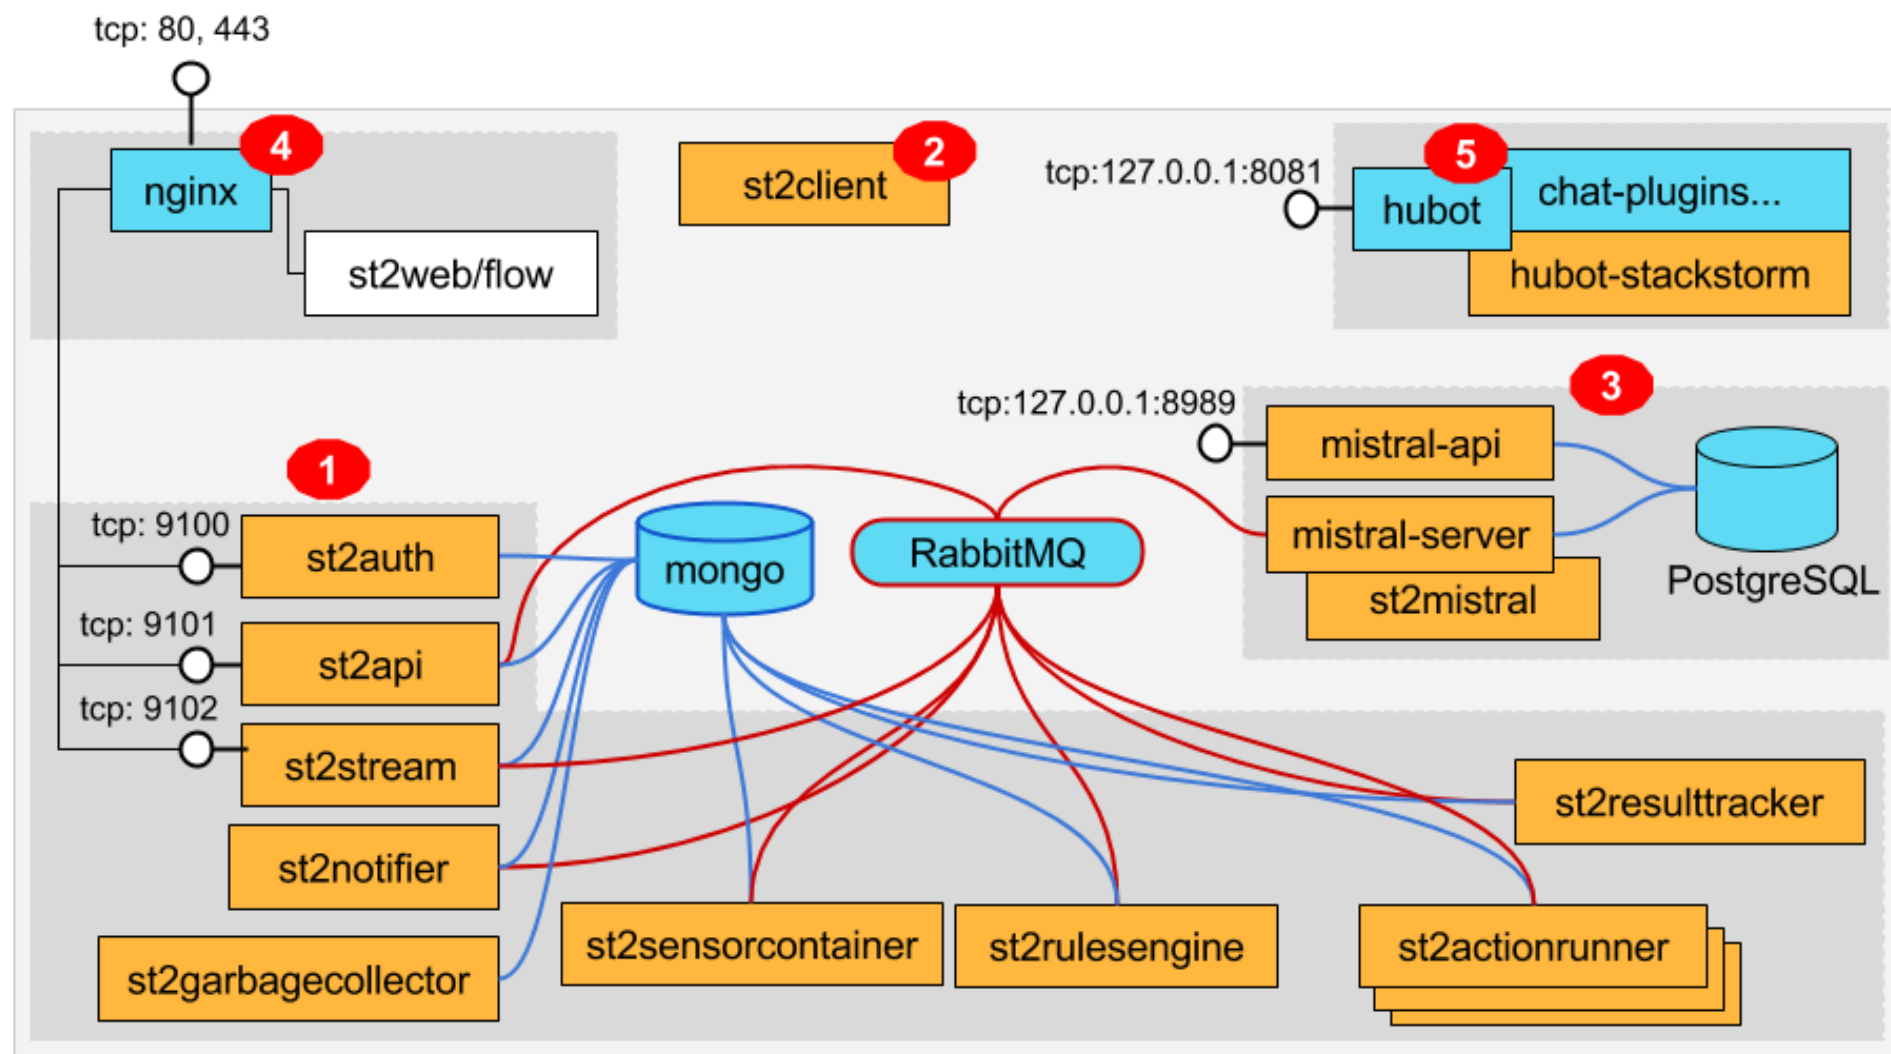 tcp: 80, 443
4
nginx
st2web/flow
2
st2client
tcp:127.0.0.1:8081
5
hubot
chat-plugins...
hubot-stackstorm
3
tcp:127.0.0.1:8989
mistral-api
mistral-server
st2mistral
PostgreSQL
1
tcp: 9100
st2auth
mongo
RabbitMQ
tcp: 9101
st2api
tcp: 9102
st2stream
st2resulttracker
st2notifier
st2garbagecollector
st2sensorcontainer
st2rulesengine
st2actionrunner